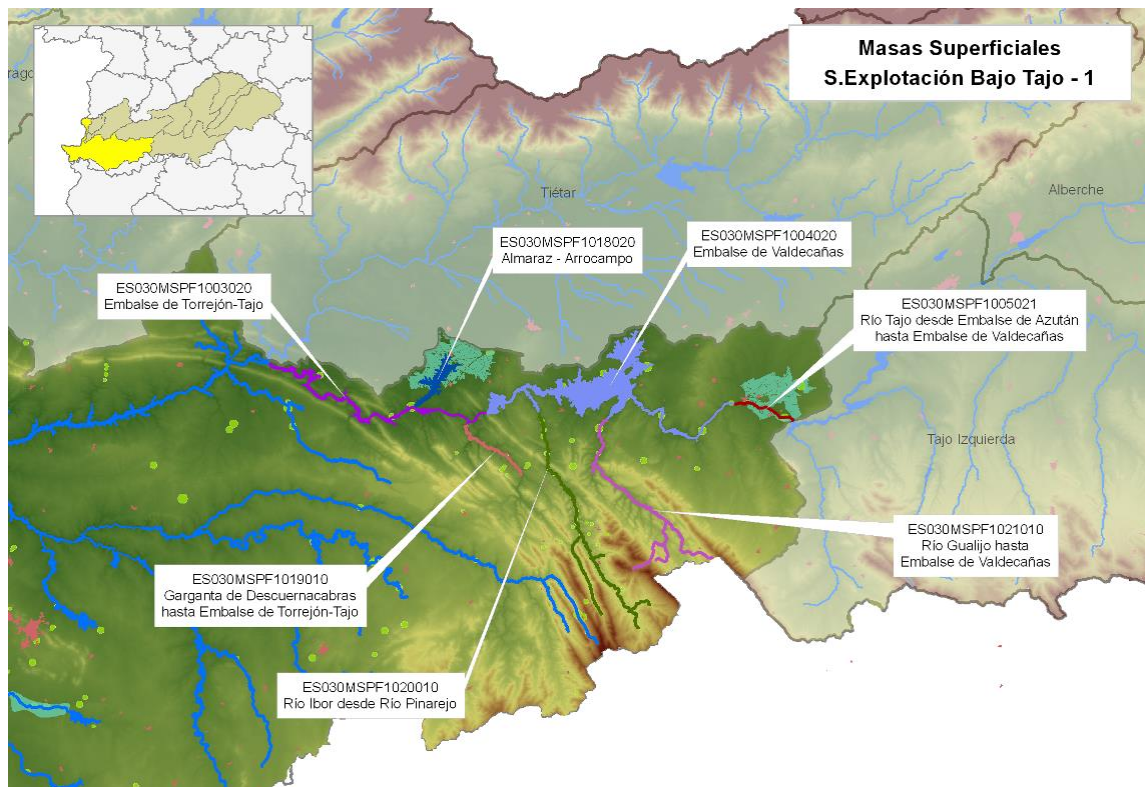 Masas Superficiales
S.Explotación Bajo Tajo - 1
Tiétar
Alberche
ES030MSPF1018020
Almaraz - Arrocampo
ES030MSPF1004020
Embalse de Valdecañas
ES030MSPF1003020
Embalse de Torrejón-Tajo
ES030MSPF1005021
Río Tajo desde Embalse de Azután
hasta Embalse de Valdecañas
Tajo Izquierda
ES030MSPF1021010
Río Gualijo hasta
Embalse de Valdecañas
ES030MSPF1019010
Garganta de Descuernacabras
hasta Embalse de Torrejón-Tajo
ES030MSPF1020010
Río Ibor desde Río Pinarejo